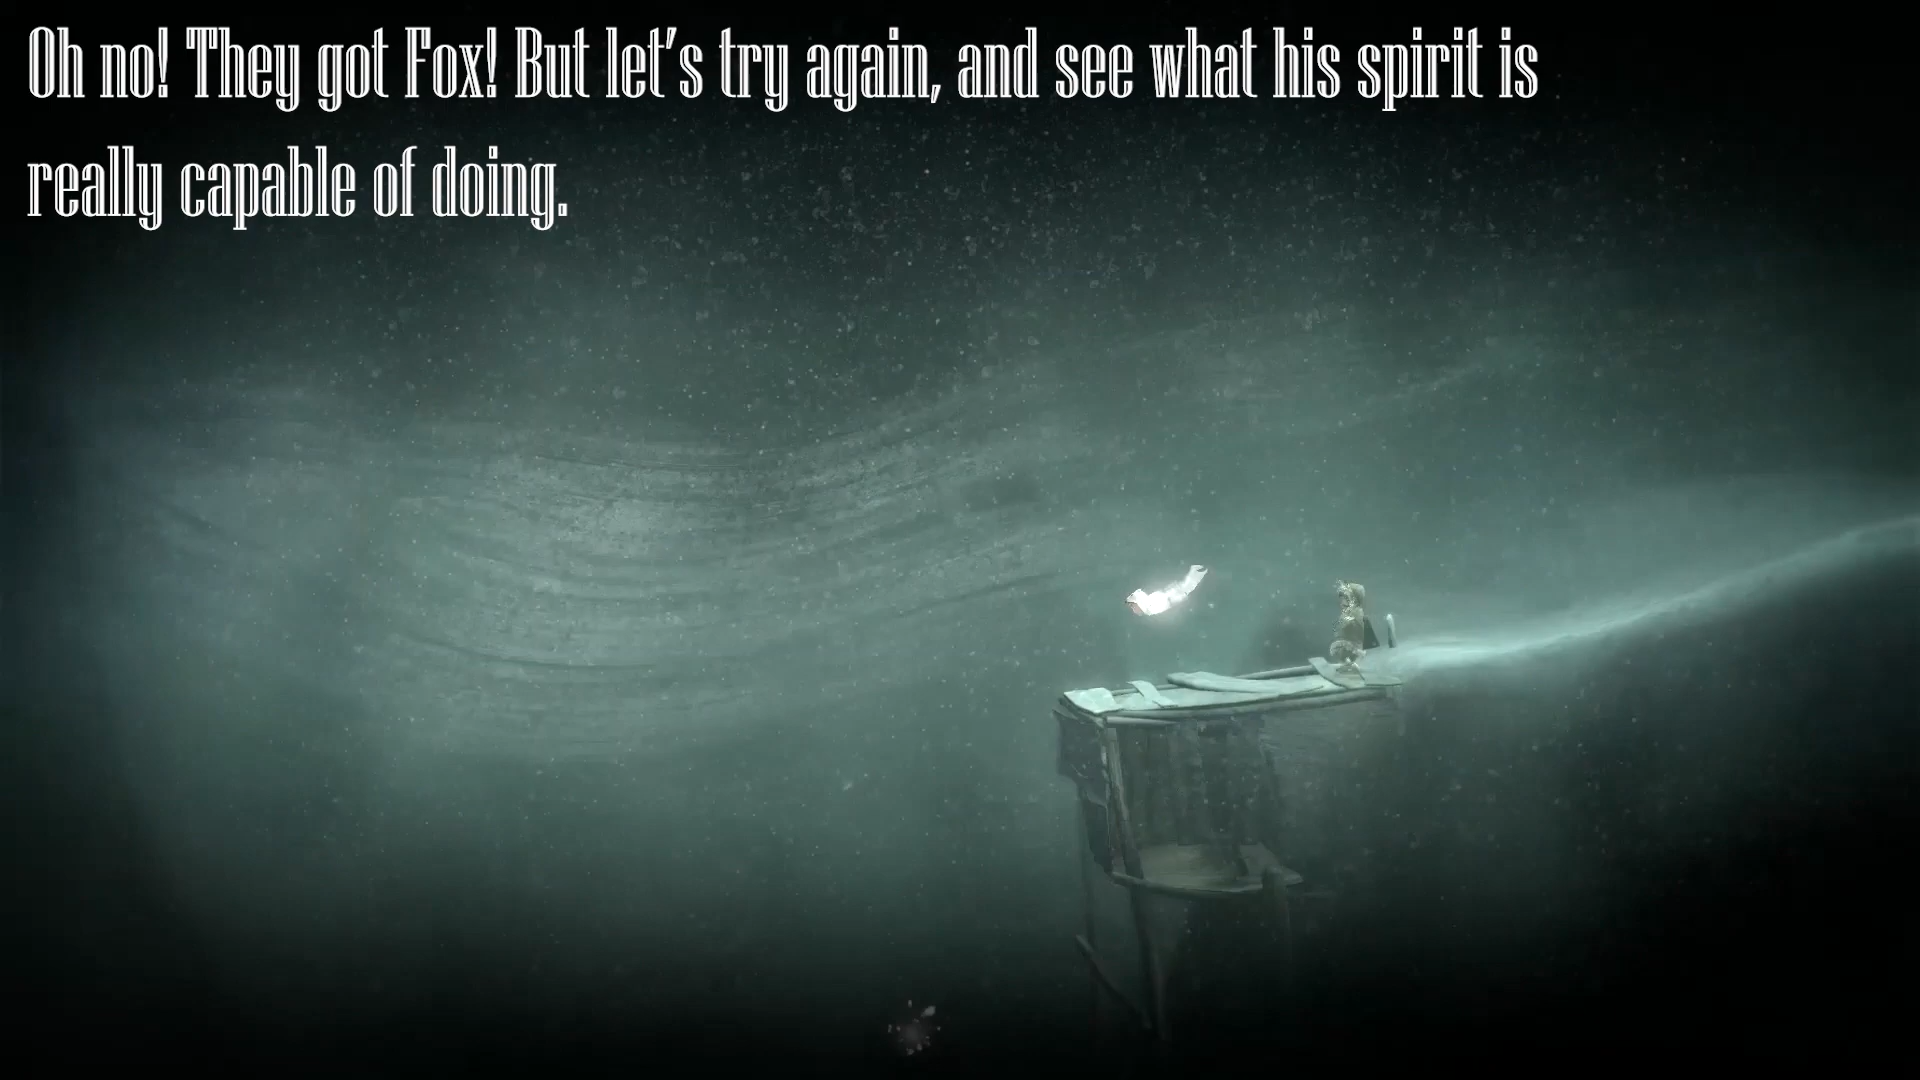 Oh no! They got Fox! But let's try again, and see what his spirit is
really capable of doing.